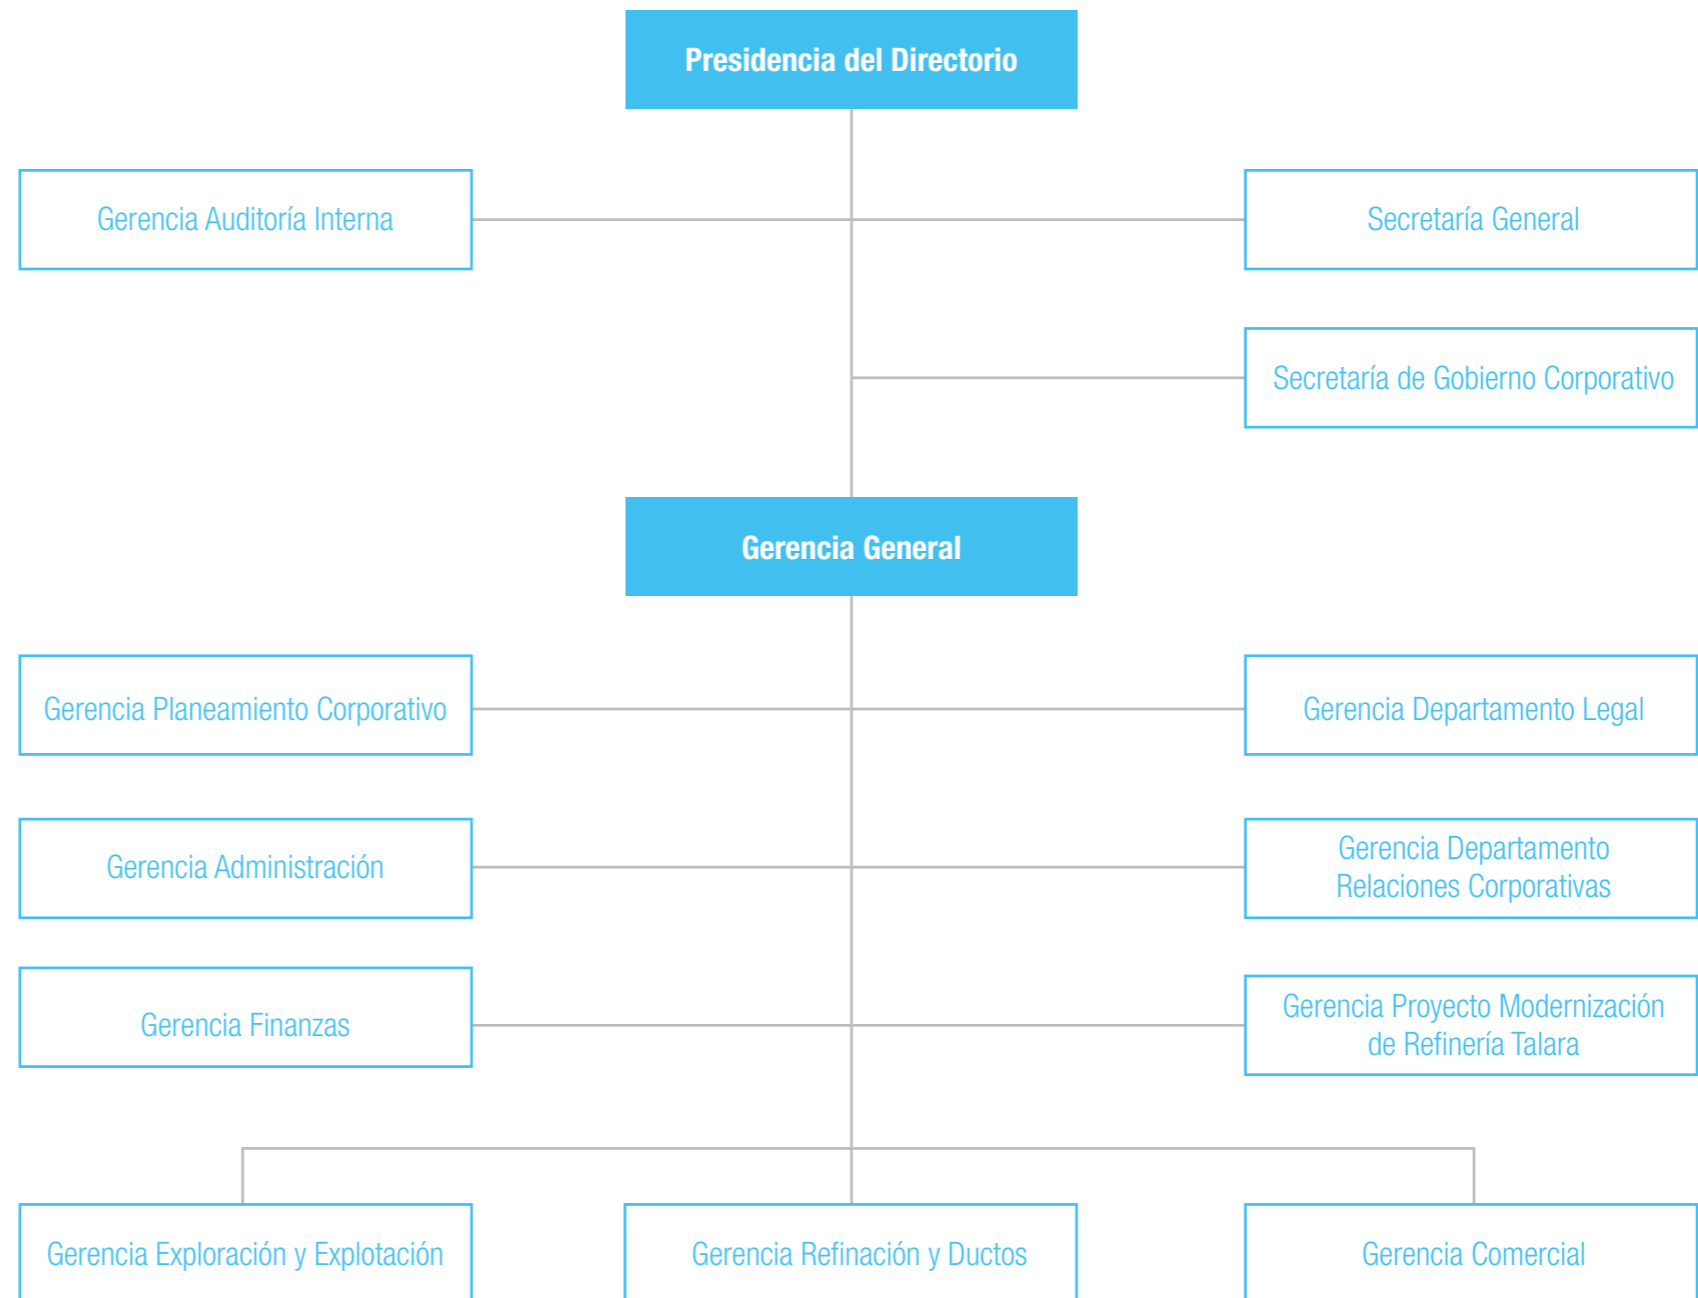 Presidencia del Directorio
Gerencia Auditoría Interna
Secretaría General
Secretaría de Gobierno Corporativo
Gerencia General
Gerencia Planeamiento Corporativo
Gerencia Departamento Legal
Gerencia Administración
Gerencia Departamento
Relaciones Corporativas
Gerencia Finanzas
Gerencia Proyecto Modernización
de Refinería Talara
Gerencia Exploración y Explotación
Gerencia Refinación y Ductos
Gerencia Comercial